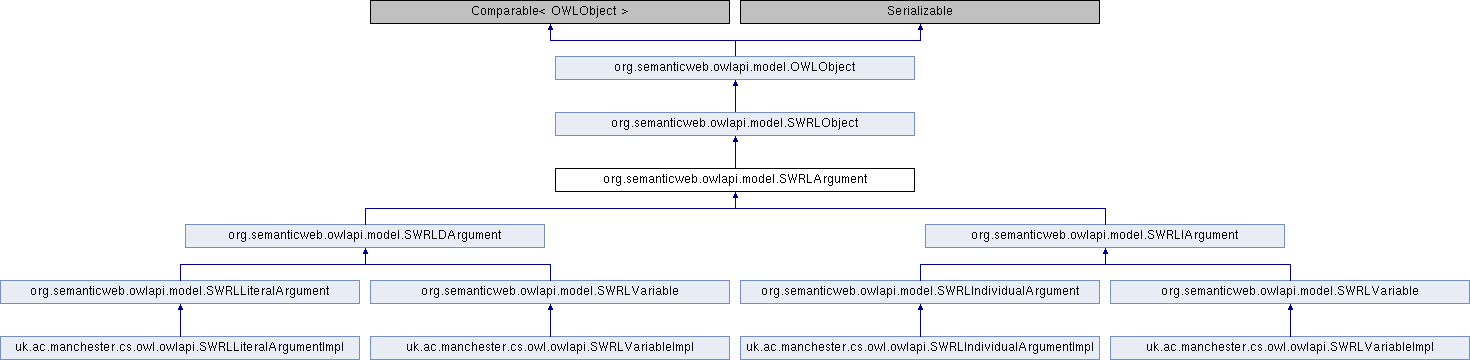 Comparable< OWLObject >
Serializable
org.semanticweb.owlapi.model.OWLObject
org.semanticweb.owlapi.model.SWRLObject
org.semanticweb.owlapi.model.SWRLArgument
org.semanticweb.owlapi.model.SWRLDArgument
org.semanticweb.owlapi.model.SWRLIArgument
org.semanticweb.owlapi.model.SWRLLiteralArgument
org.semanticweb.owlapi.model.SWRLVariable
org.semanticweb.owlapi.model.SWRLIndividualArgument
org.semanticweb.owlapi.model.SWRLVariable
uk.ac.manchester.cs.owl.owlapi.SWRLLiteralArgumentImpl
uk.ac.manchester.cs.owl.owlapi.SWRLVariableImpl
uk.ac.manchester.cs.owl.owlapi.SWRLIndividualArgumentImpl
uk.ac.manchester.cs.owl.owlapi.SWRLVariableImpl